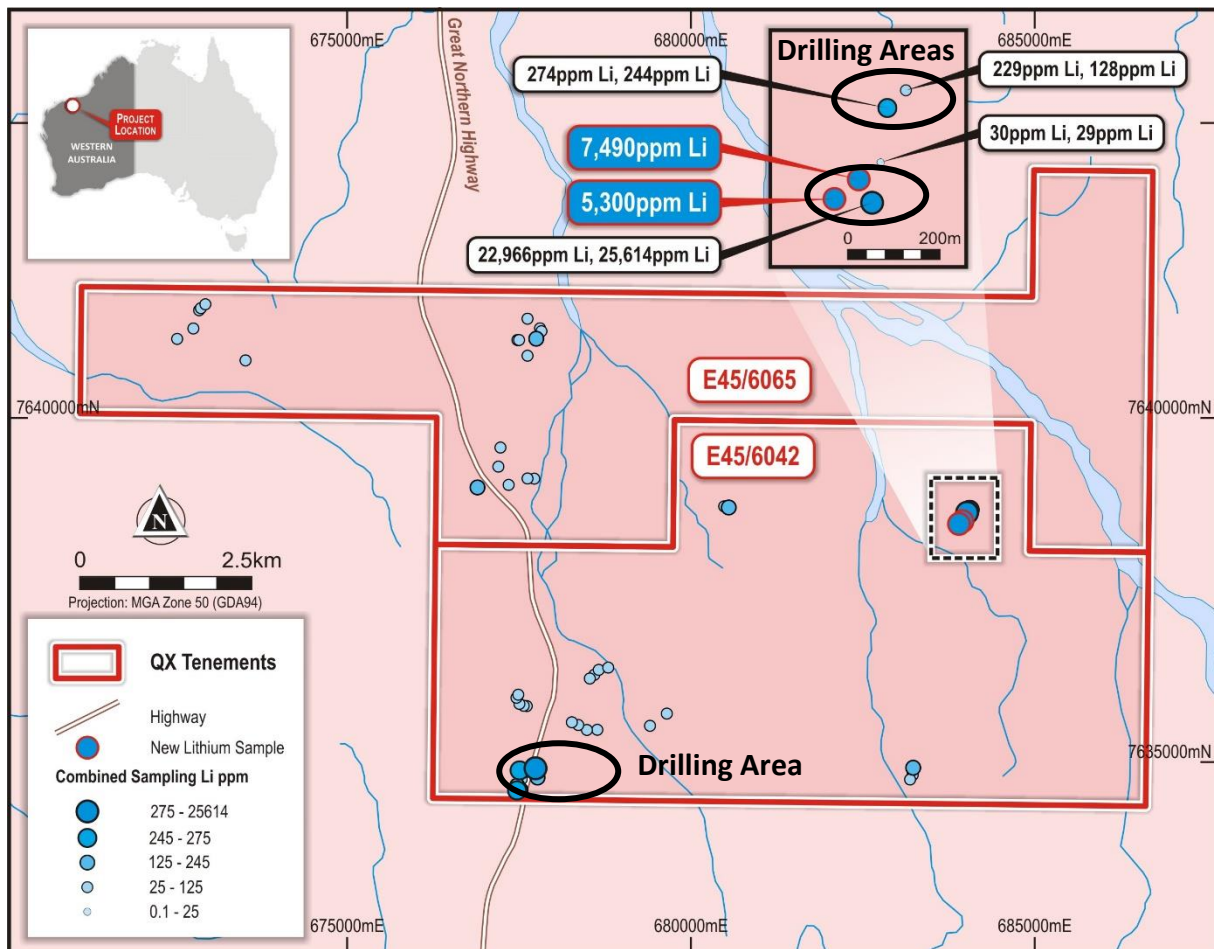 675000mE
680000mE
685000mE
Great Northern Highway
Drilling Areas
274ppm Li, 244ppm Li
229ppm Li, 128ppm Li
PROJECT
LOCATION
WESTERN
AUSTRALIA
30ppm Li, 29ppm Li
7,490ppm Li
5,300ppm Li
22,966ppm Li, 25,614ppm Li
0 200m
E45/6065
7640000mN
7640000mN
E45/6042
N
0 2.5km
Projection: MGA Zone 50 (GDA94)
QX Tenements
Highway
New Lithium Sample
Combined Sampling Li ppm
275 - 25614
245 - 275
125 - 245
25 - 125
0.1 - 25
Drilling Area
7635000mN
675000mE
680000mE
685000mE